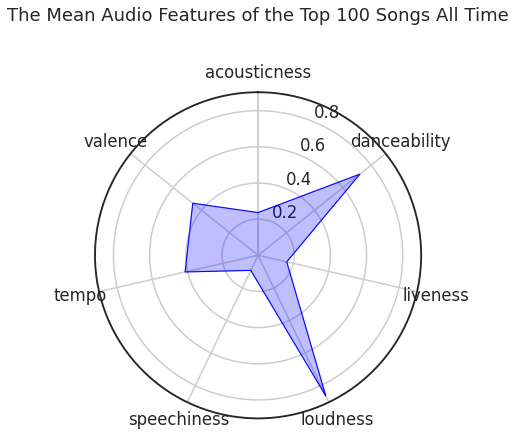 The Mean Audio Features of the Top 100 Songs All Time
acousticness
0.8
valence
danceability
0.6
0.4
0.2
tempo
liveness
speechiness
loudness